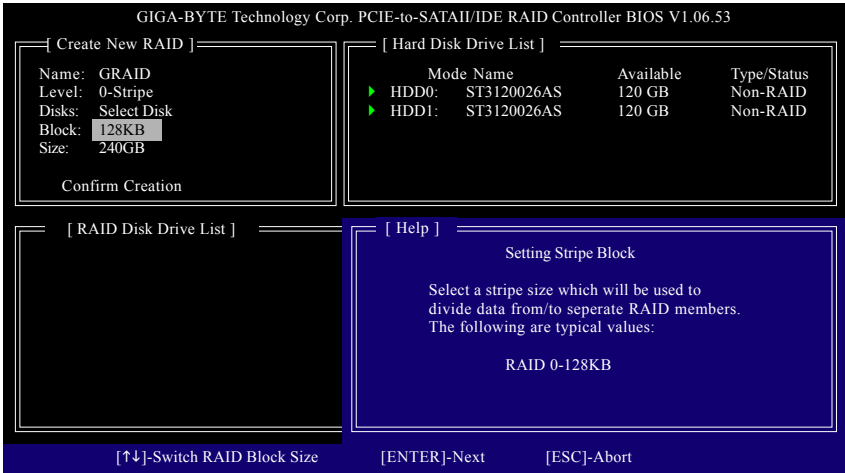 GIGA-BYTE Technology Corp. PCIE-to-SATAII/IDE RAID Controller BIOS V1.06.53
[ Create New RAID ]
Name: GRAID
Level: 0-Stripe
Disks: Select Disk
Block: 128KB
Size: 240GB
Confirm Creation
[ Hard Disk Drive List ]
Mode Name Available Type/Status
HDD0: ST3120026AS 120 GB Non-RAID
HDD1: ST3120026AS 120 GB Non-RAID
[ RAID Disk Drive List ]
[ Help ]
Setting Stripe Block
Select a stripe size which will be used to
divide data from/to seperate RAID members.
The following are typical values:
RAID 0-128KB
[↑↓]-Switch RAID Block Size [ENTER]-Next [ESC]-Abort